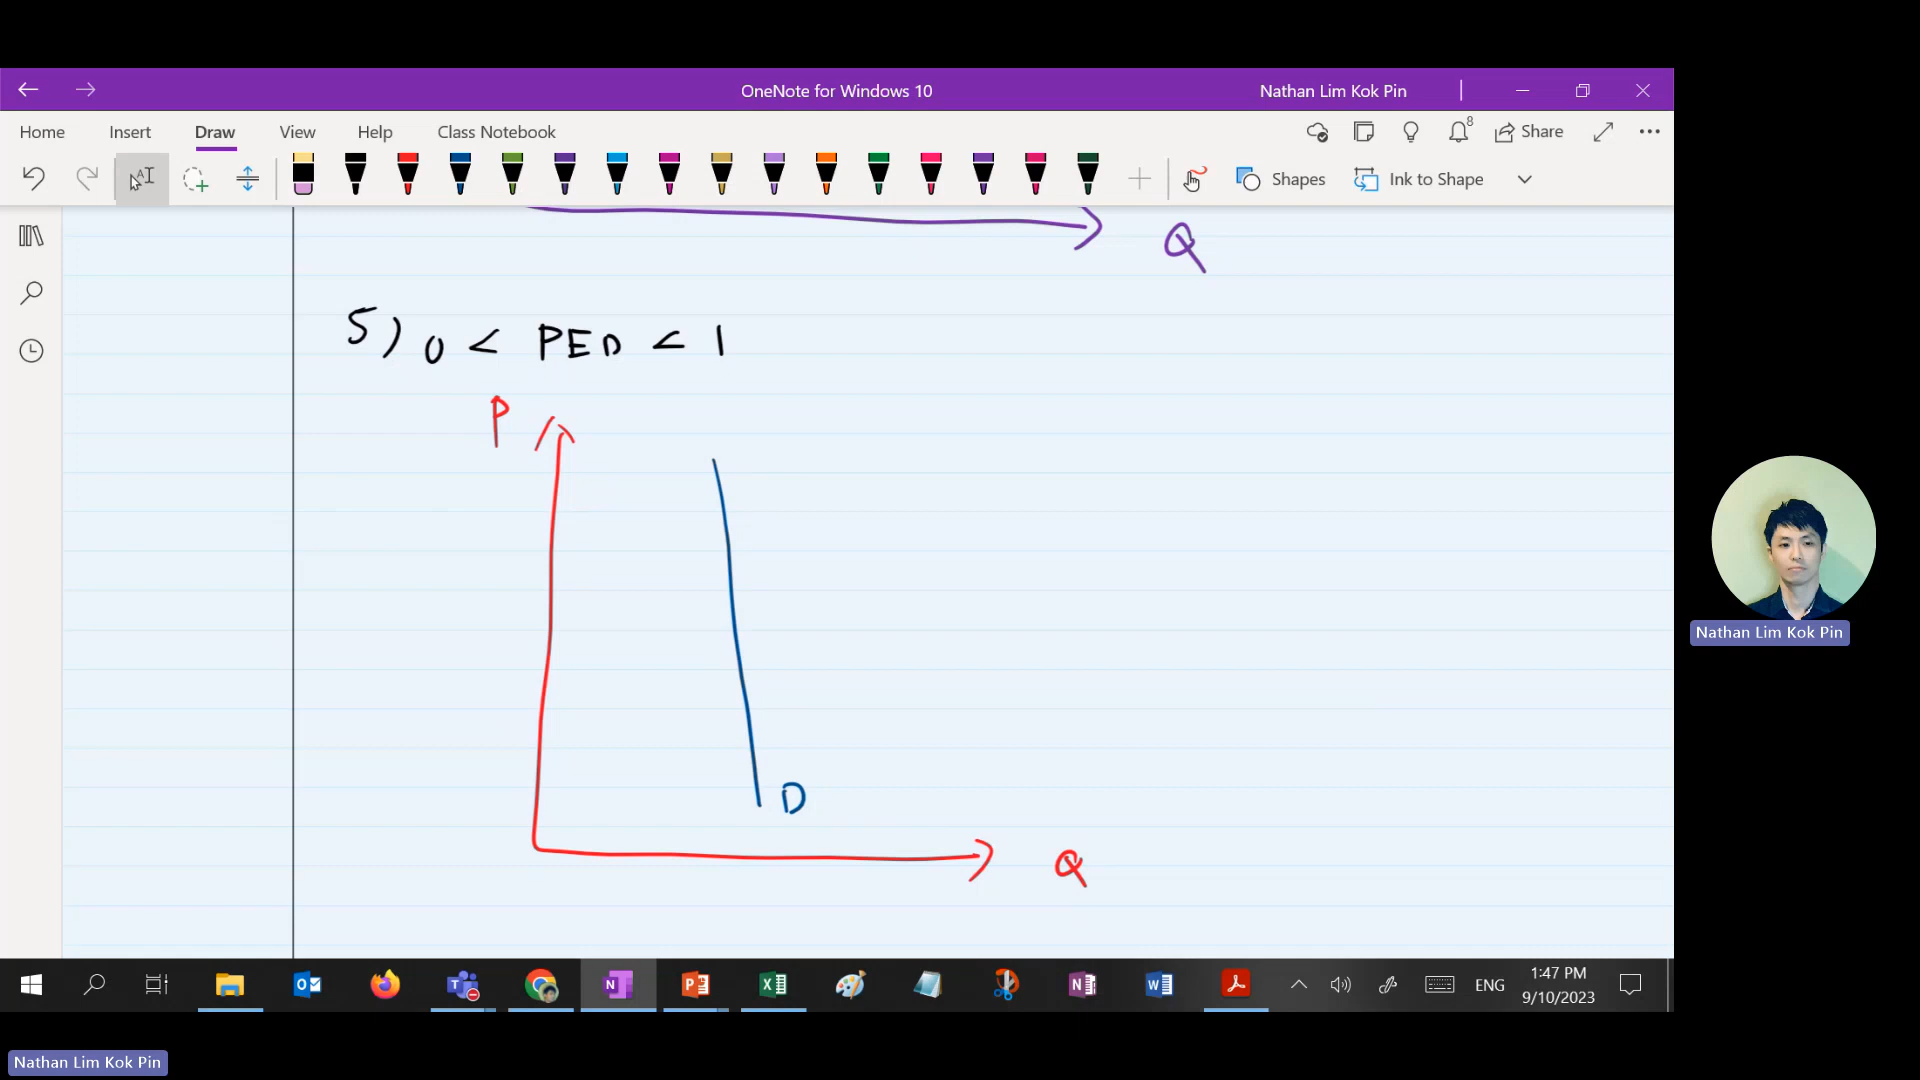 OneNote for Windows 10
Nathan Lim Kok Pin
Home Insert Draw View Help Class Notebook
8
Share
Shapes
Ink to Shape
Q
5) 0 < PED < 1
P
D
Q
Nathan Lim Kok Pin
ENG
1:47 PM
9/10/2023
Nathan Lim Kok Pin